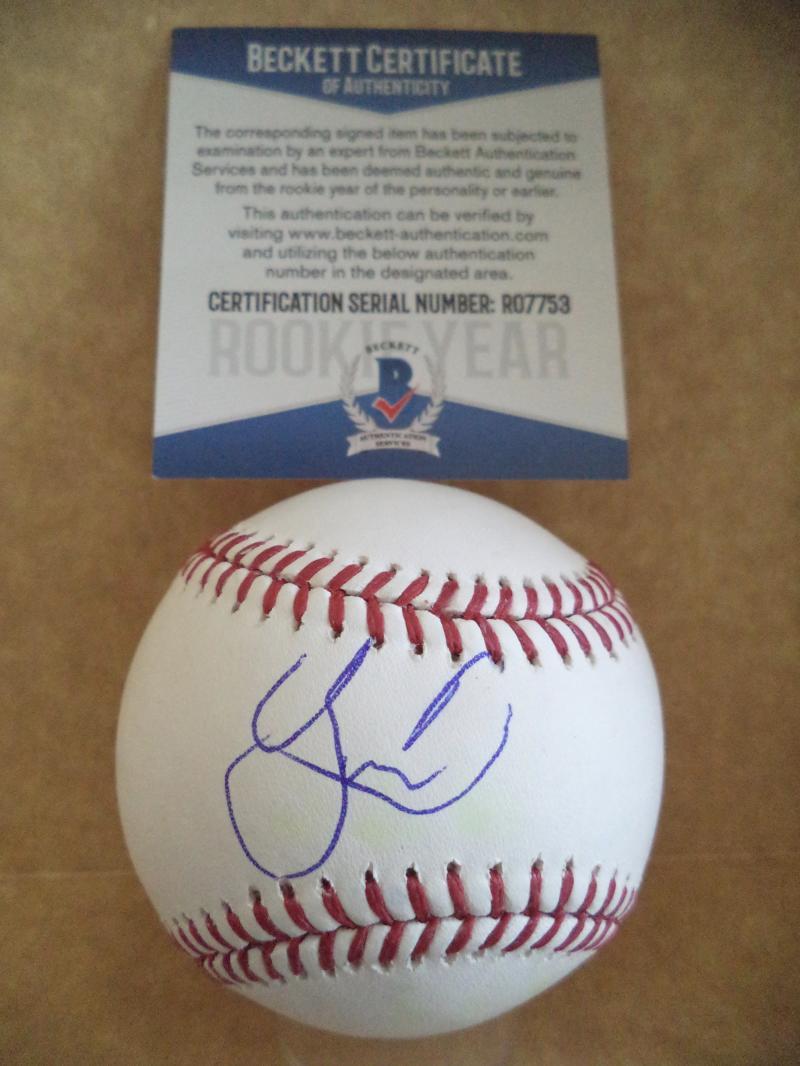 BECKETT CERTIFICATE
OF AUTHENTICITY
The corresponding signed item has been subjected to
examination by an expert from Beckett Authentication
Services and has been deemed authentic and genuine
from the rookie year of the personality or earlier.
This authentication can be verified by
visiting www.beckett-authentication.com
and utilizing the below authentication
number in the designated area.
CERTIFICATION SERIAL NUMBER: R07753
ROOKIE YEAR
BECKETT
B
AUTHENTICATION
SERVICES